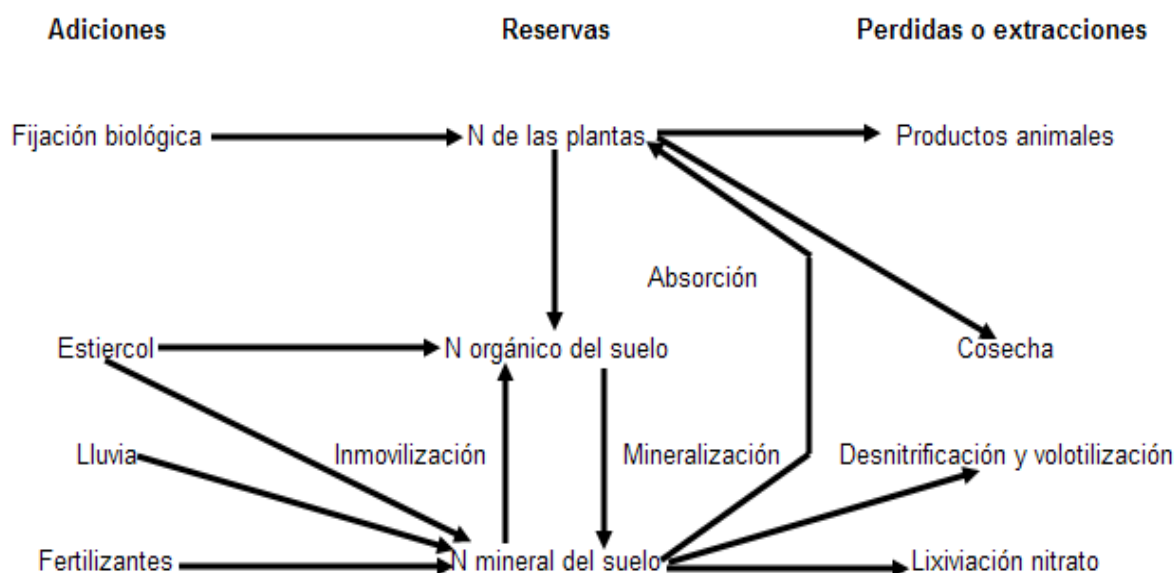 Adiciones
Reservas
Perdidas o extracciones
Fijación biológica
N de las plantas
Productos animales
Absorción
Estiercol
N orgánico del suelo
Cosecha
Lluvia
Inmovilización
Mineralización
Desnitrificación y volotilización
Fertilizantes
N mineral del suelo
Lixiviación nitrato